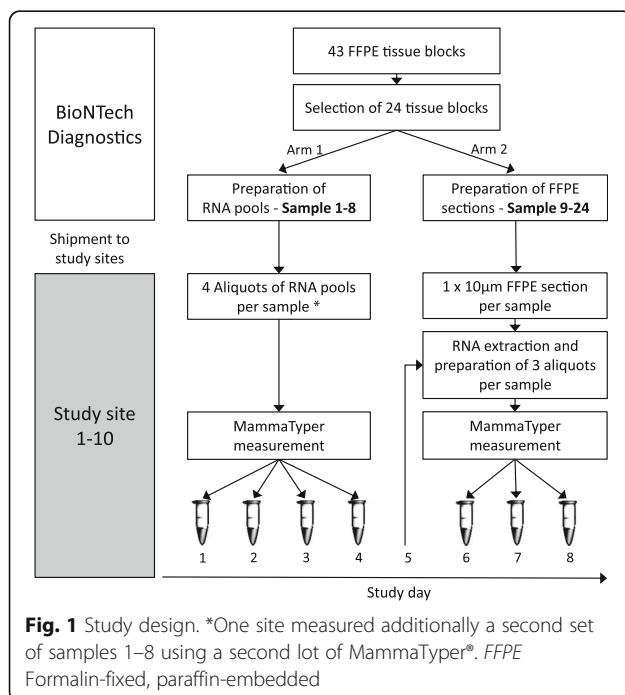 43 FFPE tissue blocks
Selection of 24 tissue blocks
BioNTech
Diagnostics
Arm 1
Arm 2
Preparation of
RNA pools - Sample 1-8
Preparation of FFPE
sections - Sample 9-24
Shipment to
study sites
4 Aliquots of RNA pools
per sample *
1 x 10µm FFPE section
per sample
RNA extraction and
preparation of 3 aliquots
per sample
Study site
1-10
MammaTyper
measurement
MammaTyper
measurement
1 2 3 4 5 6 7 8
Study day
Fig. 1 Study design. *One site measured additionally a second set
of samples 1–8 using a second lot of MammaTyper®. FFPE
Formalin-fixed, paraffin-embedded